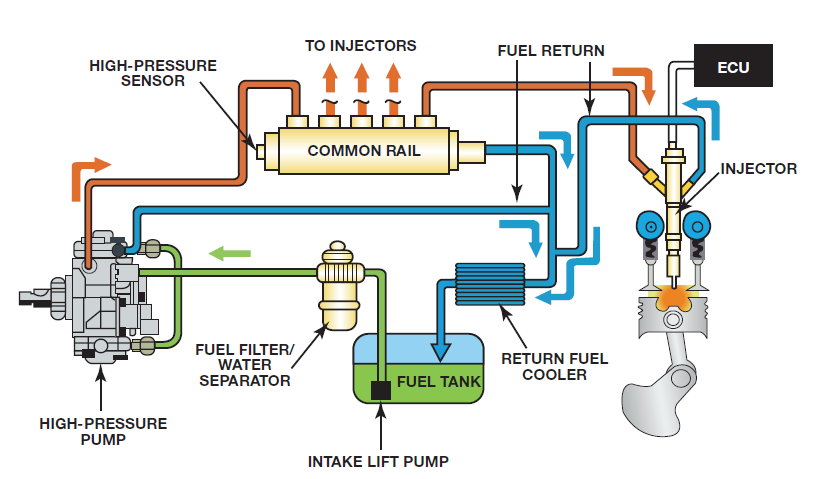 TO INJECTORS
FUEL RETURN
HIGH-PRESSURE
SENSOR
ECU
COMMON RAIL
INJECTOR
FUEL FILTER/
WATER
SEPARATOR
FUEL TANK
RETURN FUEL
COOLER
HIGH-PRESSURE
PUMP
INTAKE LIFT PUMP